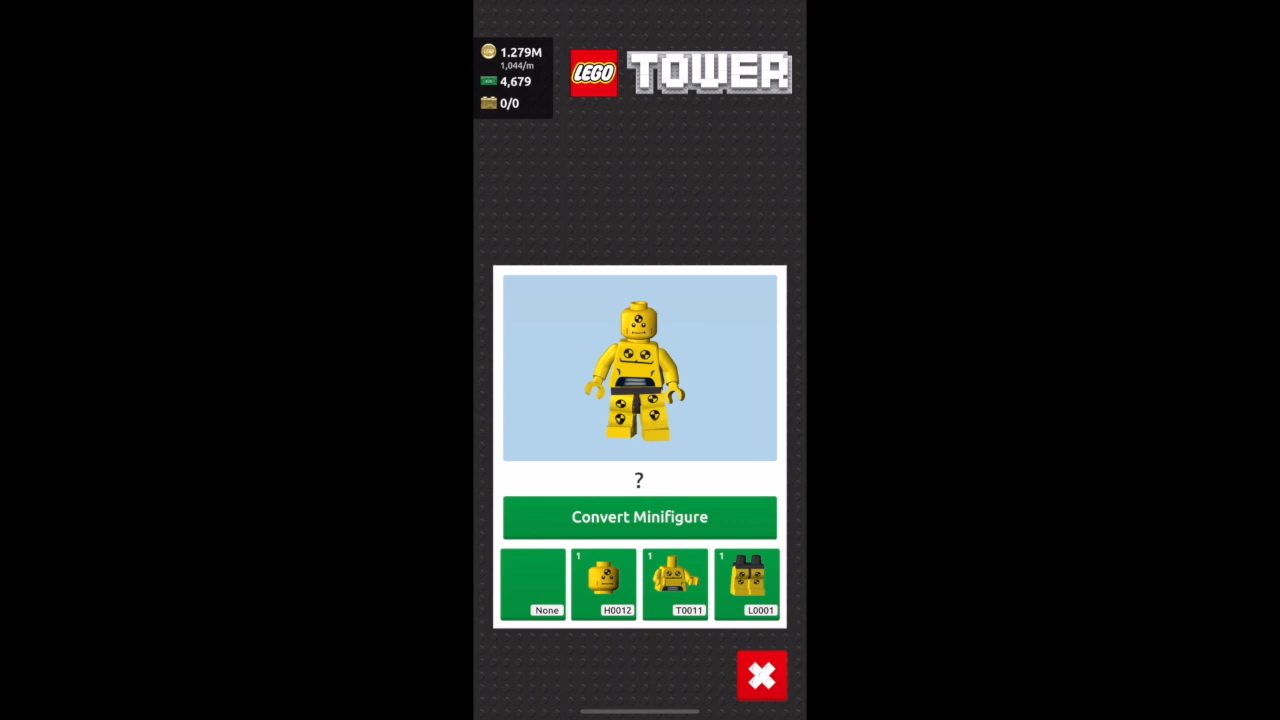 1.279M
1,044/m
4,679
0/0
LEGO TOWER
?
Convert Minifigure
None
1
H0012
1
T0011
1
L0001